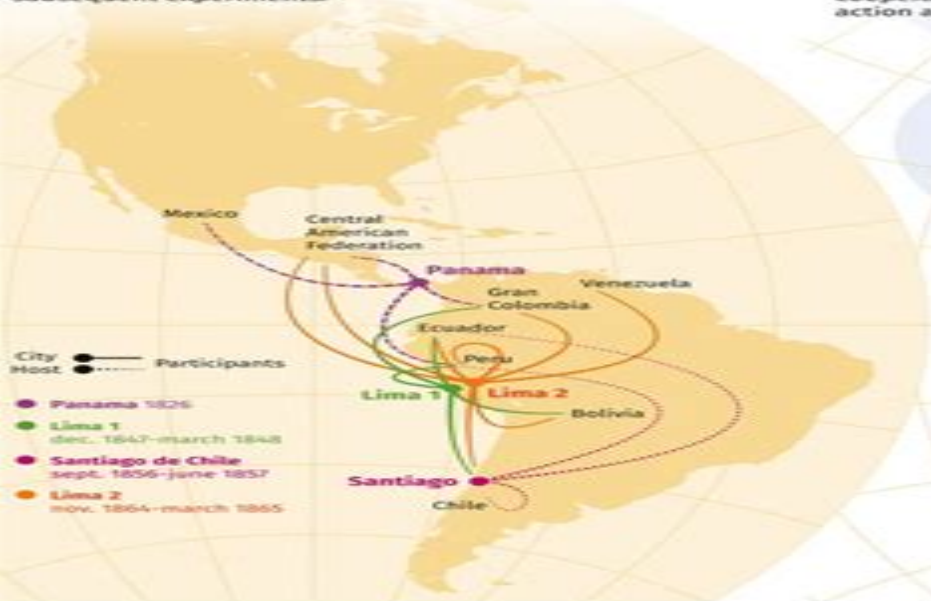 action a
Mexico
Central
American
Federation
Panama
Gran
Colombia
Venezuela
Ecuador
Peru
City
Host
Participants
Lima 1
Lima 2
Bolivia
Panama 1826
Lima 1
dec. 1847-march 1848
Santiago de Chile
sept. 1856-june 1857
Lima 2
nov. 1864-march 1865
Santiago
Chile